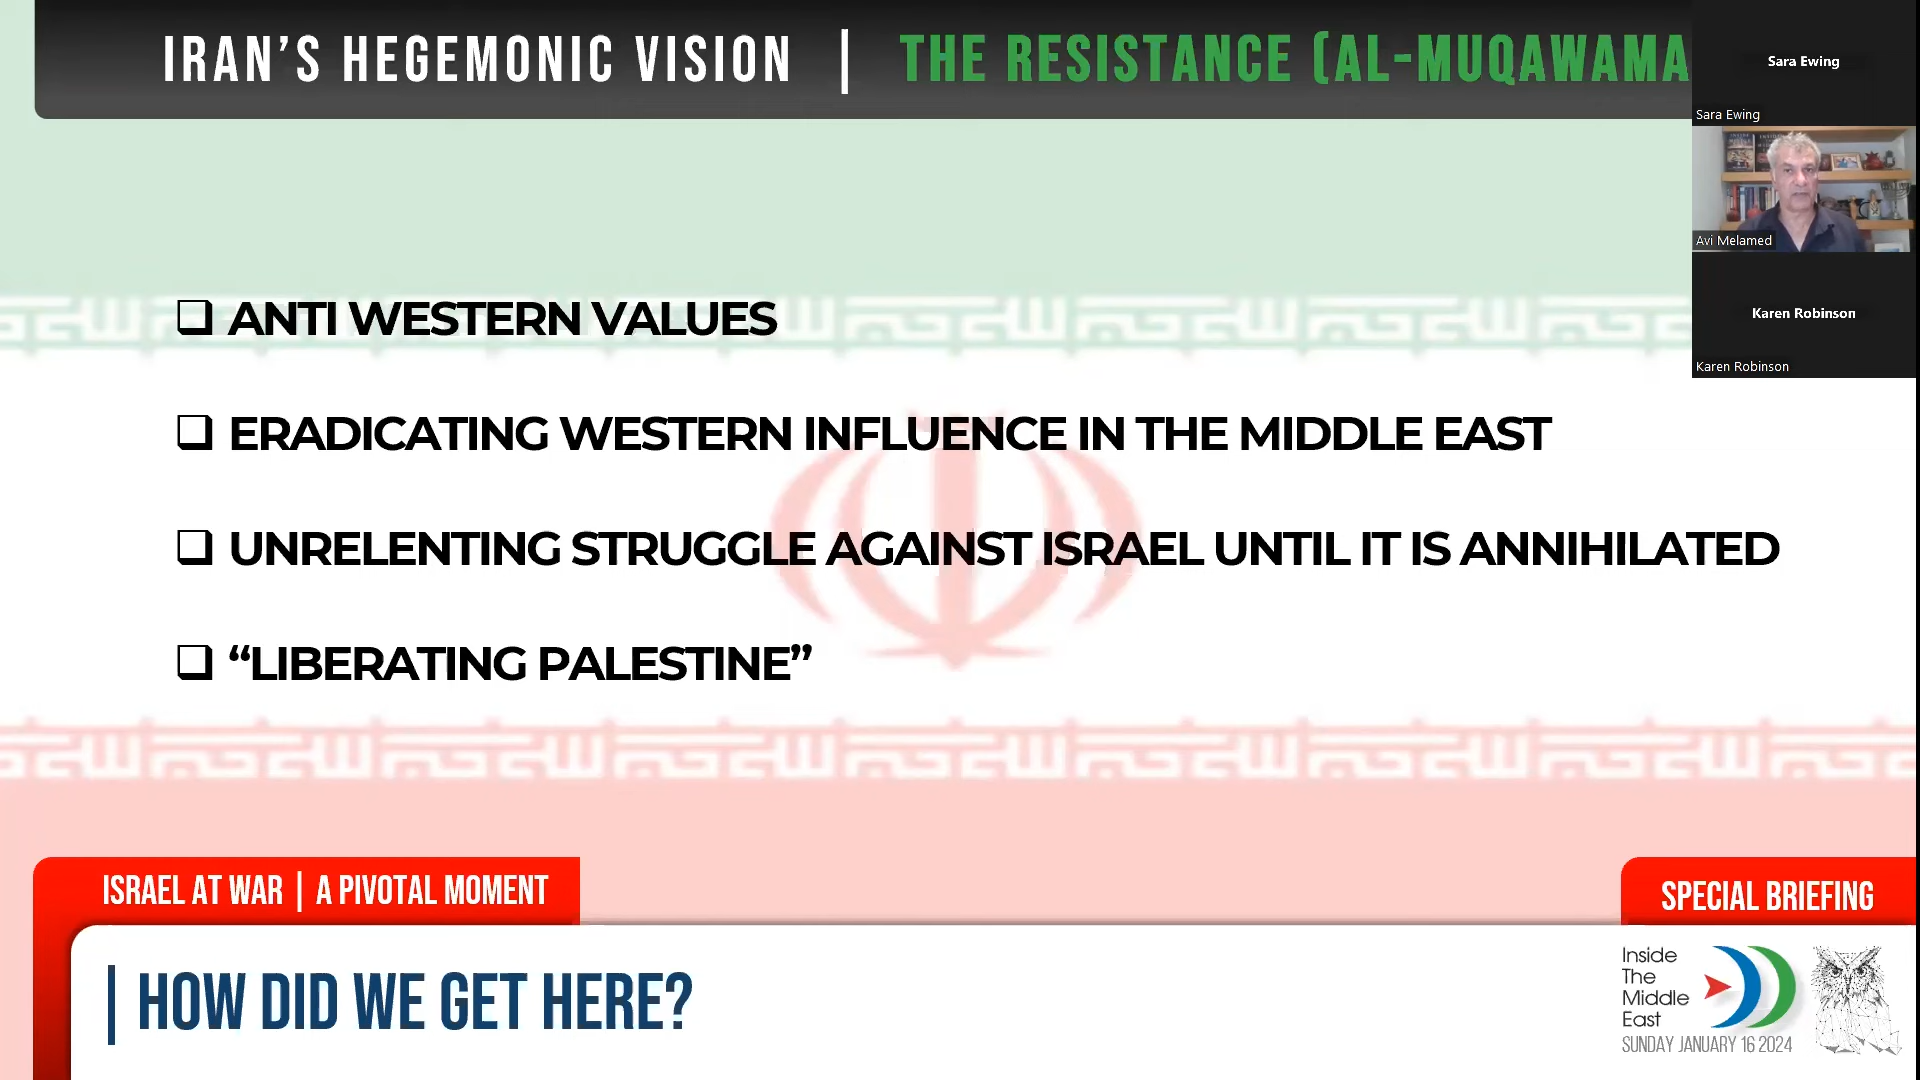 IRAN'S HEGEMONIC VISION | THE RESISTANCE (AL-MUQAWAMA
Sara Ewing
Sara Ewing
Avi Melamed
Karen Robinson
Karen Robinson
❑ ANTI WESTERN VALUES
❑ ERADICATING WESTERN INFLUENCE IN THE MIDDLE EAST
❑ UNRELENTING STRUGGLE AGAINST ISRAEL UNTIL IT IS ANNIHILATED
❑ “LIBERATING PALESTINE”
ISRAEL AT WAR | A PIVOTAL MOMENT
SPECIAL BRIEFING
| HOW DID WE GET HERE?
Inside
The
Middle
East
SUNDAY JANUARY 16 2024